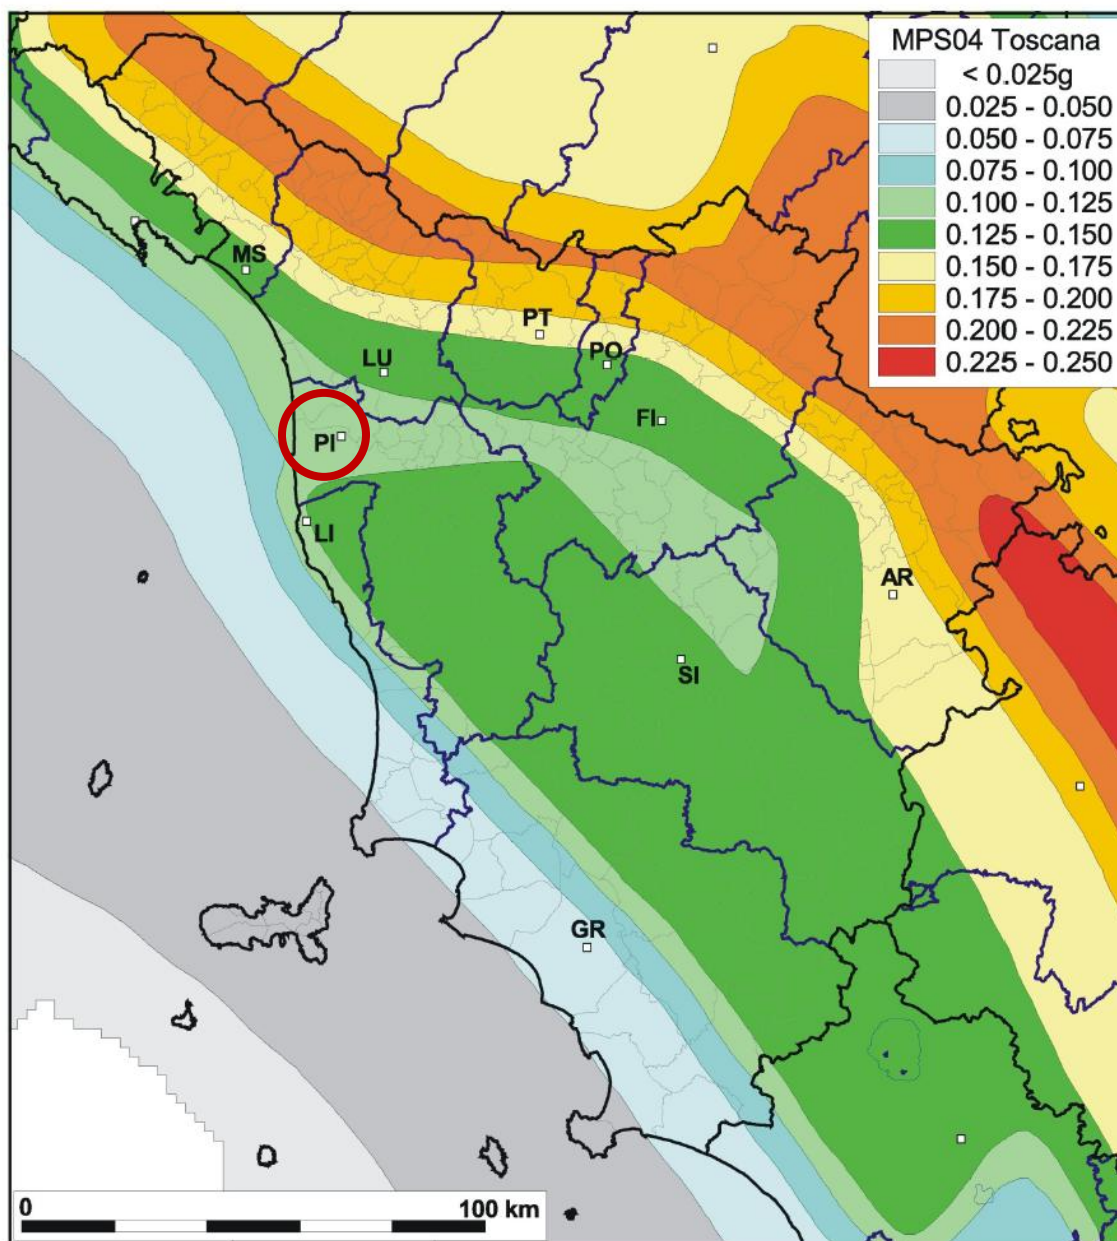 MPS04 Toscana
< 0.025g
0.025 - 0.050
0.050 - 0.075
0.075 - 0.100
0.100 - 0.125
0.125 - 0.150
0.150 - 0.175
0.175 - 0.200
0.200 - 0.225
0.225 - 0.250
MS
PT
LU
PO
FI
PI
LI
AR
SI
GR
0 100 km